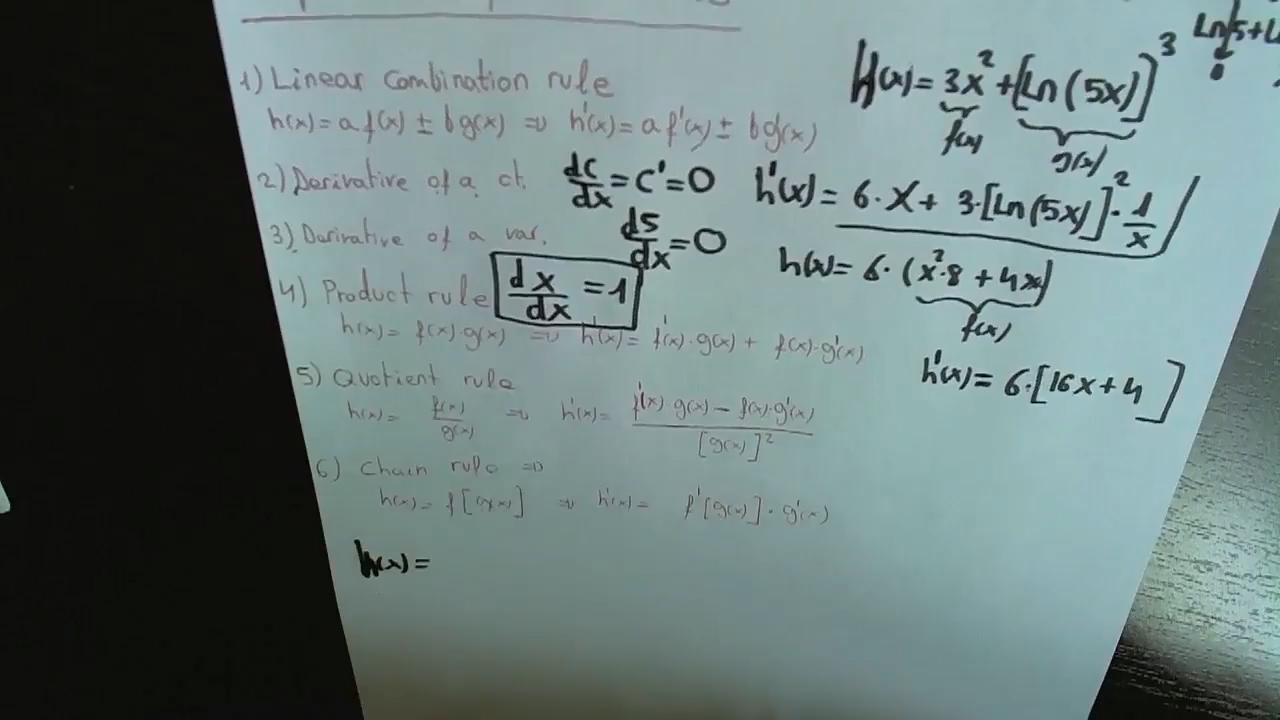 1) Linear Combination rule
h(x) = a f(x) ± b g(x) ⇒ h'(x) = a f'(x) ± b g'(x)
2) Derivative of a ct. dc/dx = c' = 0
3) Derivative of a var. d5/dx = 0
4) Product rule dx/dx = 1
h(x) = f(x)·g(x) ⇒ h'(x) = f'(x)·g(x) + f(x)·g'(x)
5) Quotient rule
h(x) = f(x)/g(x) ⇒ h'(x) = f'(x) g(x) - f(x)·g'(x) / [g(x)]²
6) Chain rule ⇒
h(x) = f[g(x)] ⇒ h'(x) = f'[g(x)]·g'(x)
h(x) =
Ln5+
H(x) = 3x² + [Ln(5x)]³
f(x) g(x)
h'(x) = 6·x + 3·[Ln(5x)]²·1/x
h(x) = 6·(x²·8 + 4x)
f(x)
h'(x) = 6·[16x+4]